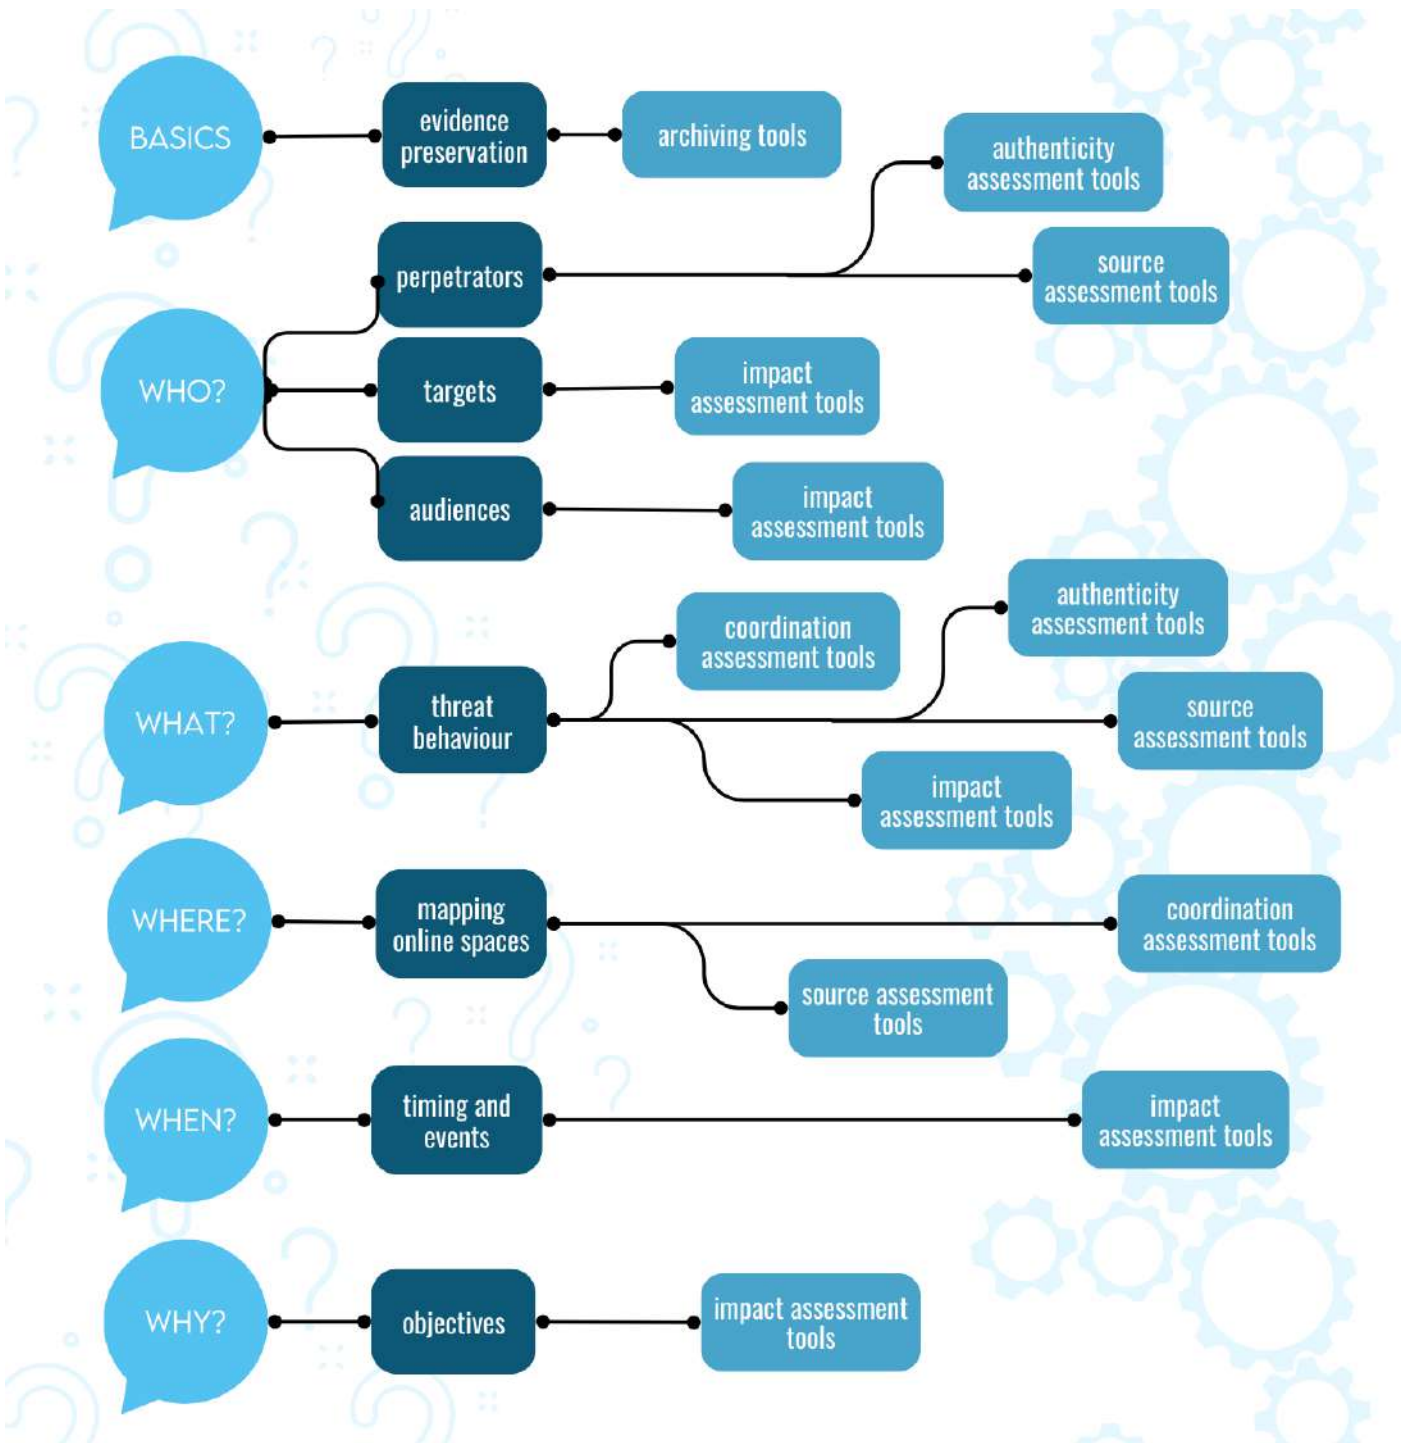 BASICS
evidence
preservation
archiving tools
authenticity
assessment tools
source
assessment tools
perpetrators
WHO?
targets
impact
assessment tools
audiences
impact
assessment tools
WHAT?
threat
behaviour
coordination
assessment tools
authenticity
assessment tools
source
assessment tools
impact
assessment tools
WHERE?
mapping
online spaces
coordination
assessment tools
source assessment
tools
WHEN?
timing and
events
impact
assessment tools
WHY?
objectives
impact assessment
tools